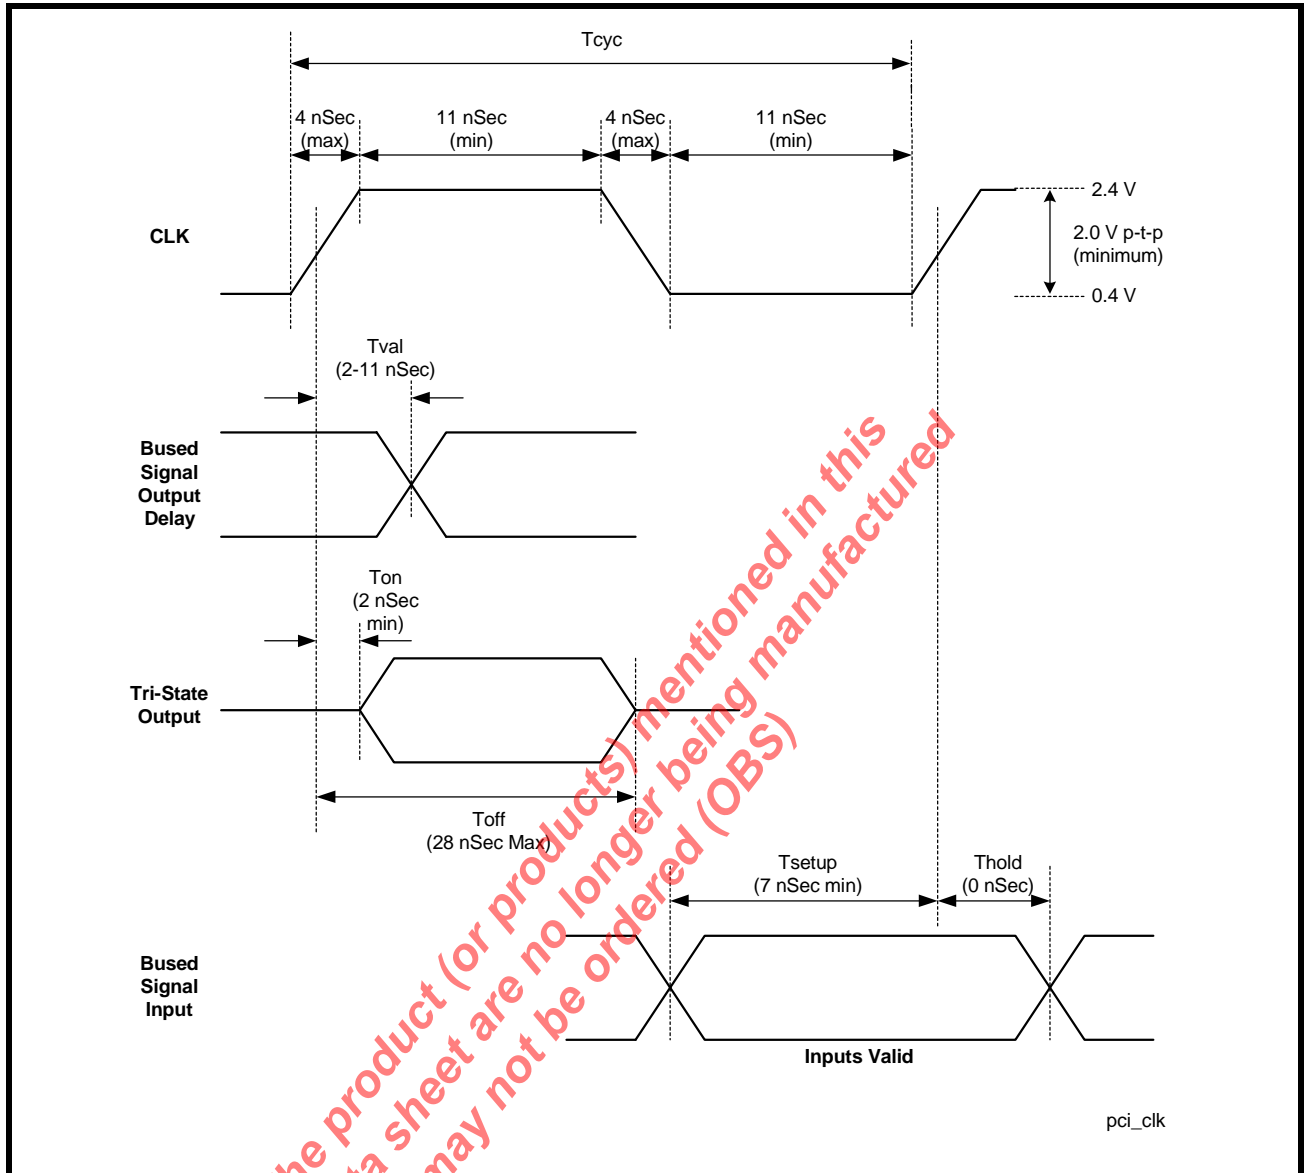 Tcyc
4 nSec
(max)
11 nSec
(min)
4 nSec
(max)
11 nSec
(min)
CLK
2.4 V
2.0 V p-t-p
(minimum)
0.4 V
Tval
(2-11 nSec)
Bused
Signal
Output
Delay
Ton
(2 nSec
min)
Tri-State
Output
Toff
(28 nSec Max)
Tsetup
(7 nSec min)
Thold
(0 nSec)
Bused
Signal
Input
Inputs Valid
pci_clk
he product (or products) mentioned in this
ta sheet are no longer being manufactured
may not be ordered (OBS)